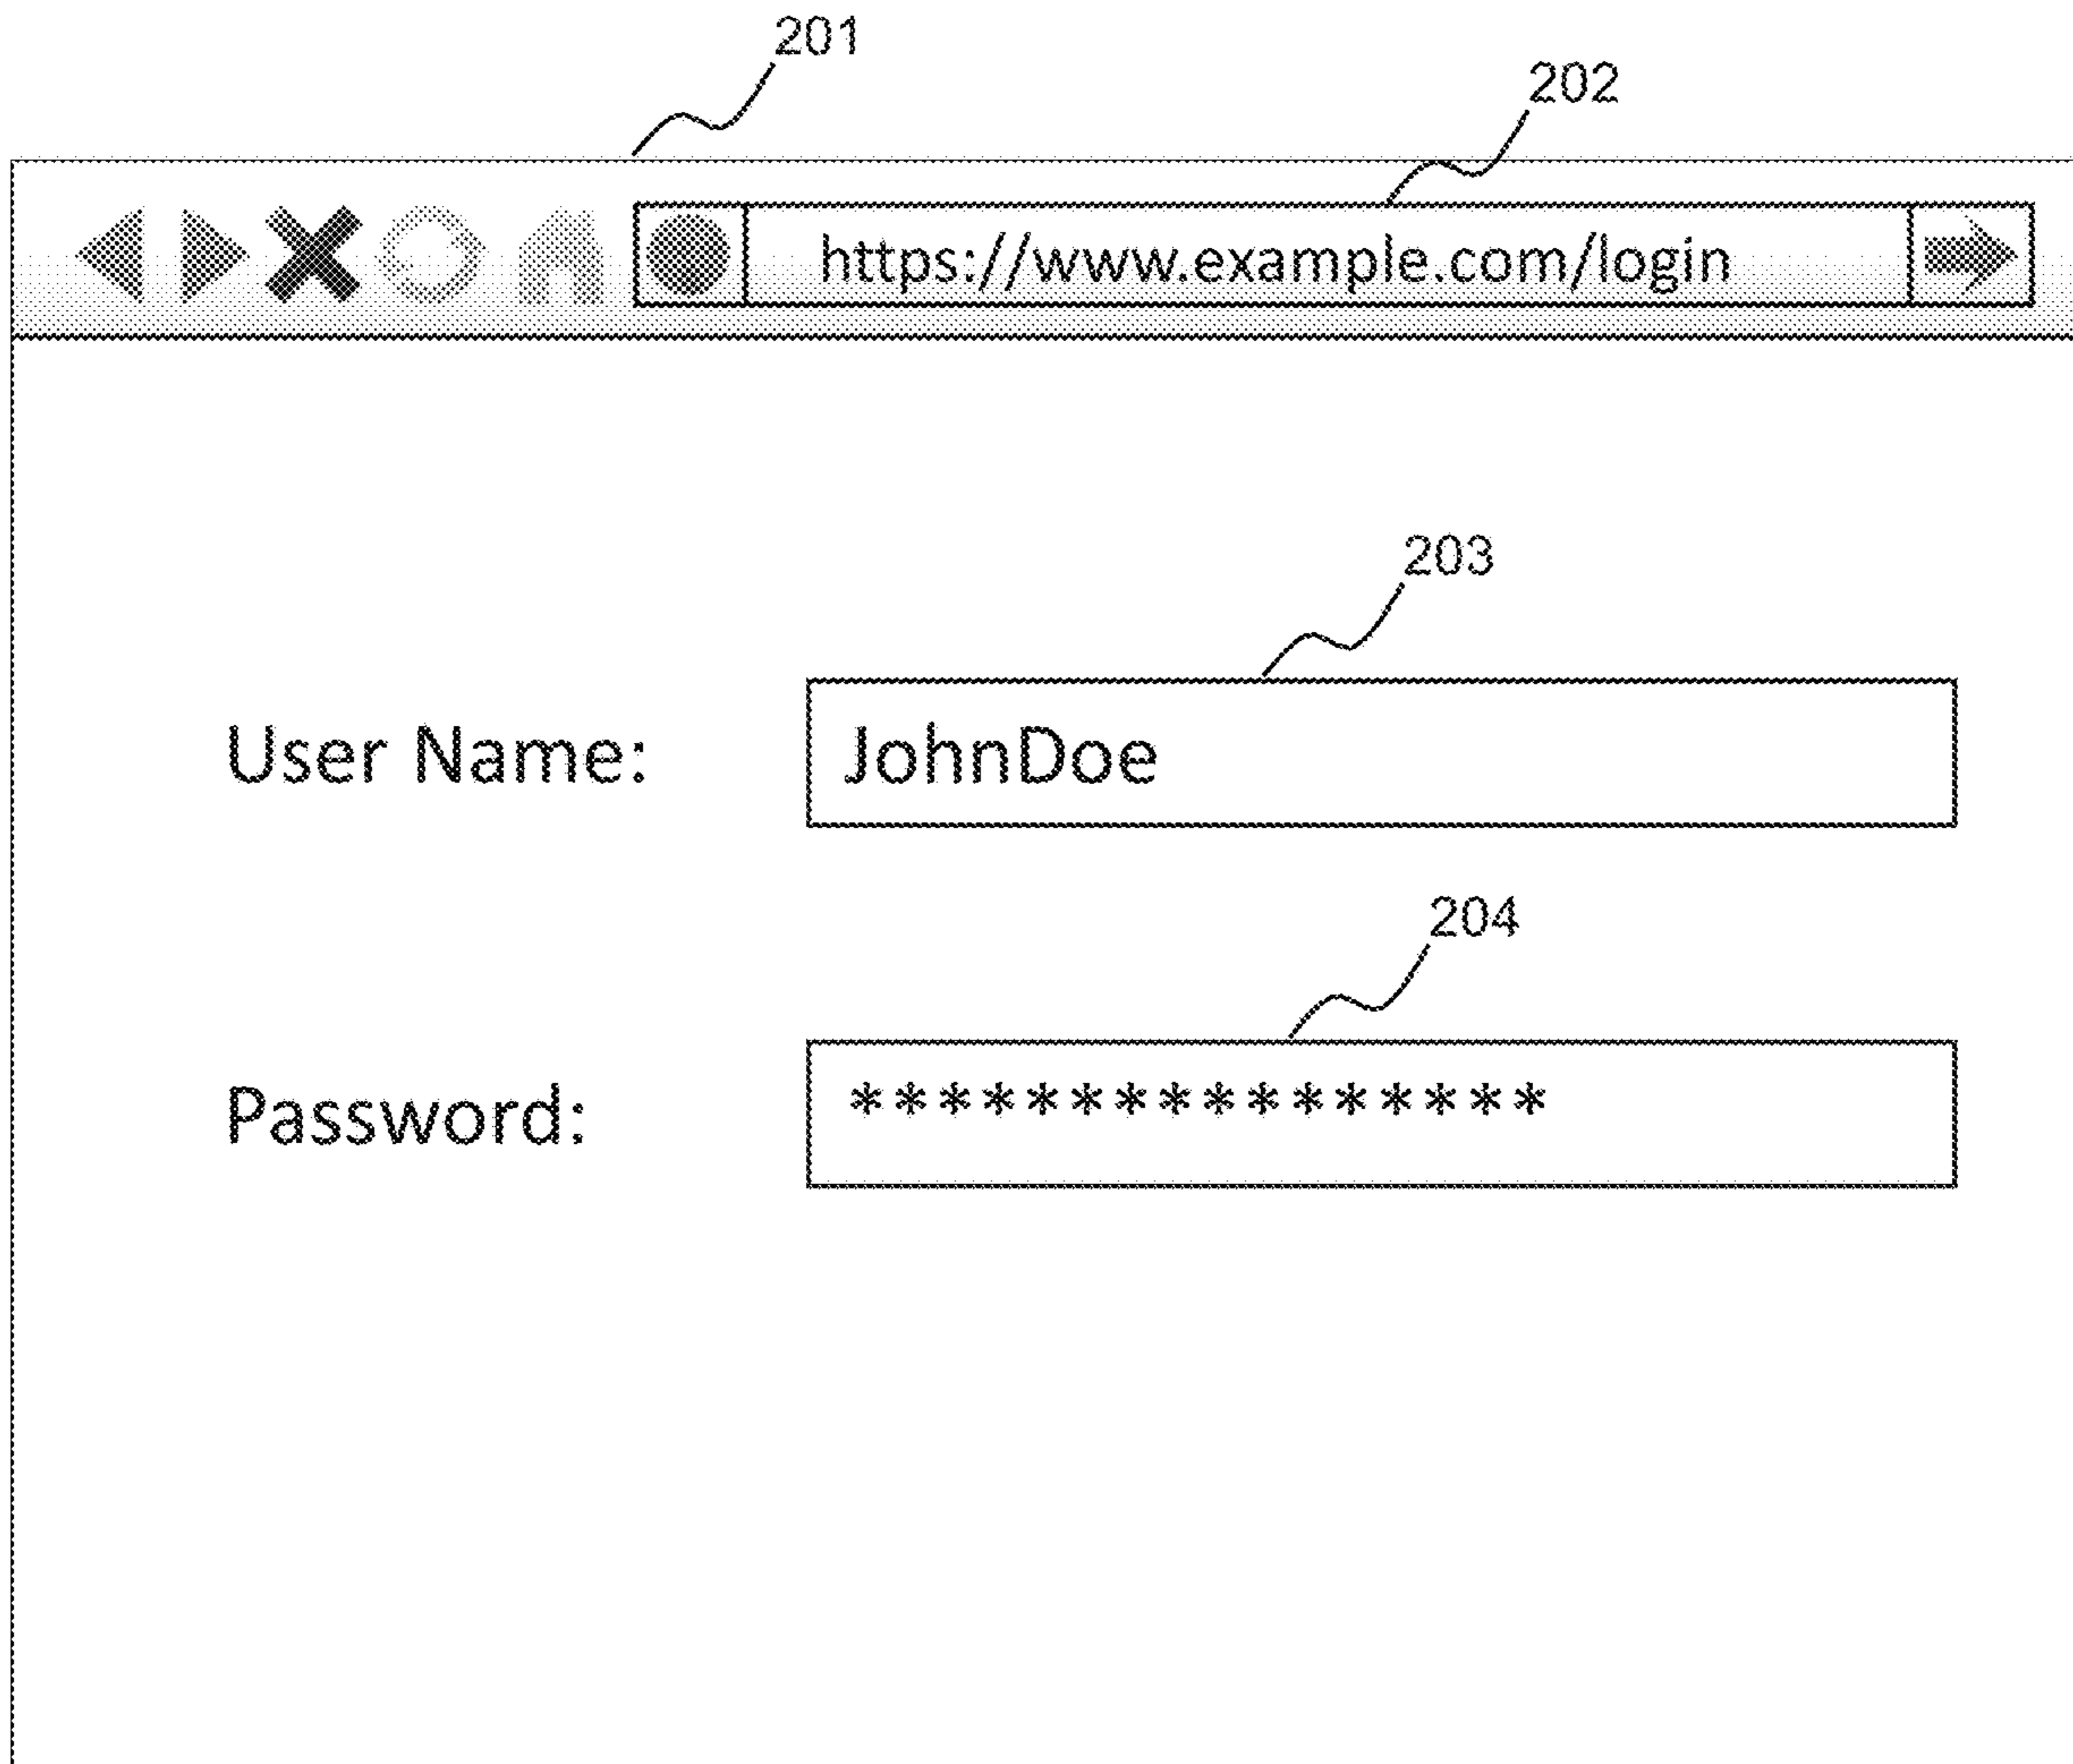 201
202
https://www.example.com/login
203
User Name: JohnDoe
204
Password: ****************